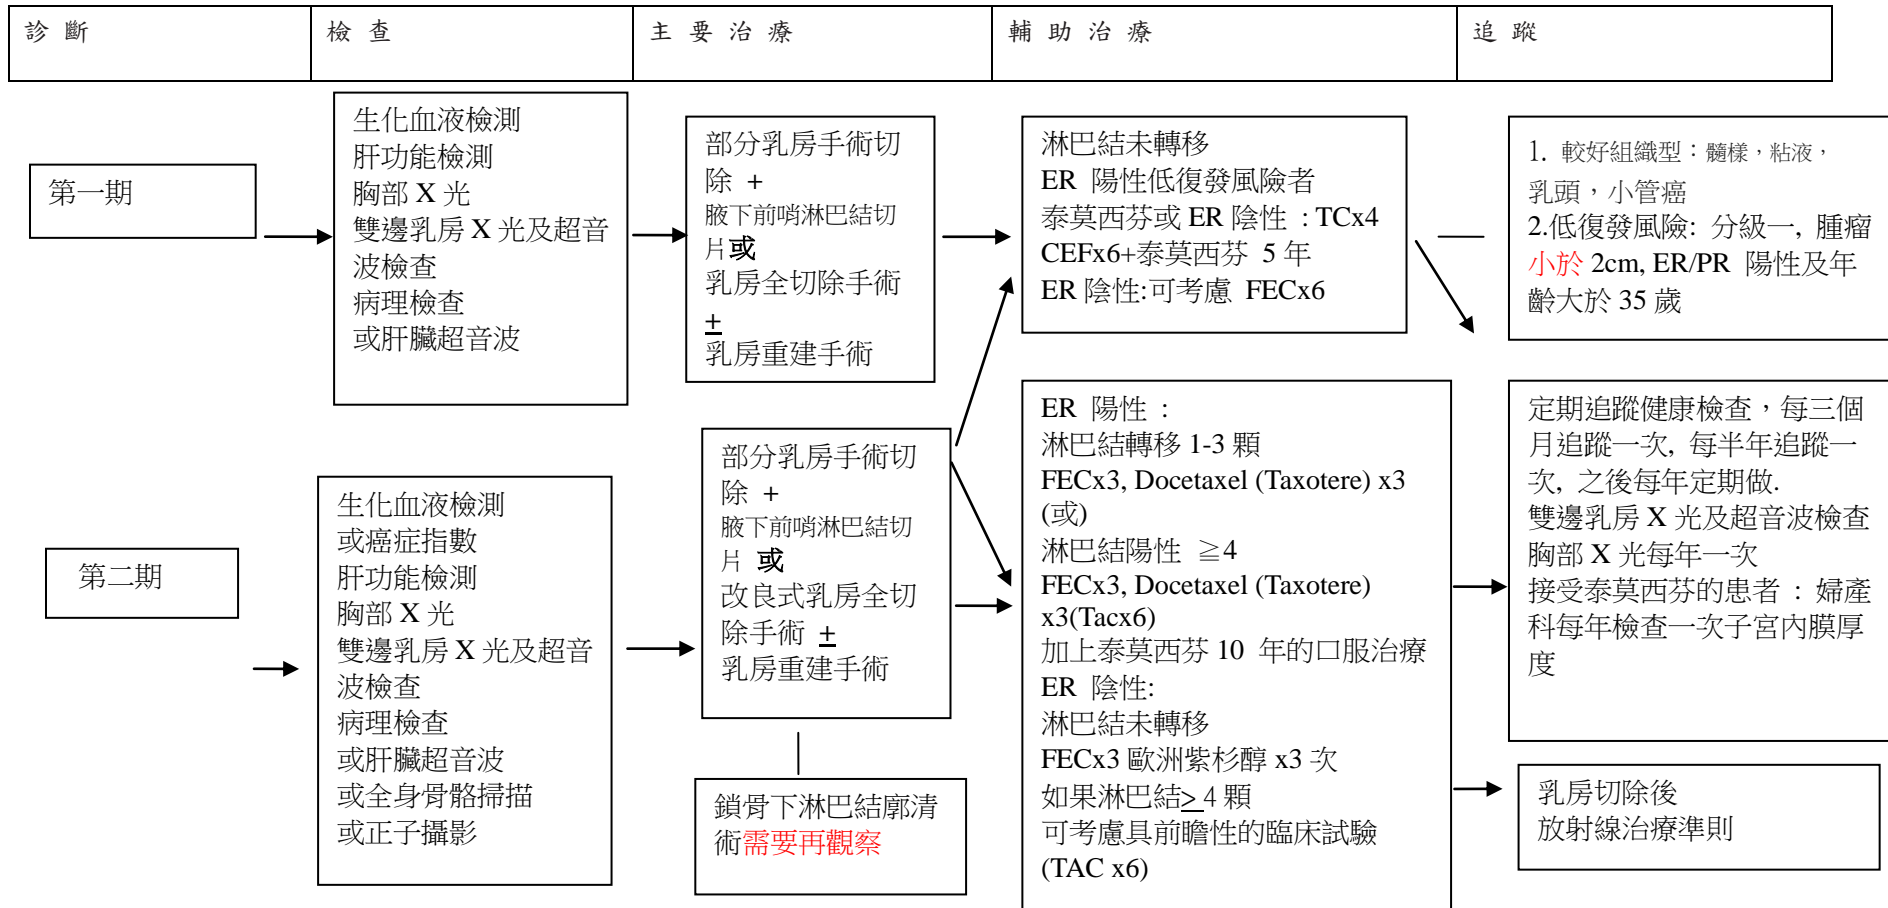 診 斷
檢 查
主 要 治 療
輔 助 治 療
追 蹤
第一期
生化血液檢測
肝功能檢測
胸部 X 光
雙邊乳房 X 光及超音
波檢查
病理檢查
或肝臟超音波
部分乳房手術切
除 +
腋下前哨淋巴結切
片或
乳房全切除手術
±
乳房重建手術
淋巴結未轉移
ER 陽性低復發風險者
泰莫西芬或 ER 陰性 : TCx4
CEFx6+泰莫西芬 5 年
ER 陰性:可考慮 FECx6
1. 較好組織型：髓樣，粘液，
乳頭，小管癌
2.低復發風險: 分級一, 腫瘤
小於 2cm, ER/PR 陽性及年
齡大於 35 歲
第二期
生化血液檢測
或癌症指數
肝功能檢測
胸部 X 光
雙邊乳房 X 光及超音
波檢查
病理檢查
或肝臟超音波
或全身骨骼掃描
或正子攝影
部分乳房手術切
除 +
腋下前哨淋巴結切
片 或
改良式乳房全切
除手術 ±
乳房重建手術
鎖骨下淋巴結廓清
術需要再觀察
ER 陽性 :
淋巴結轉移 1-3 顆
FECx3, Docetaxel (Taxotere) x3
(或)
淋巴結陽性 ≧4
FECx3, Docetaxel (Taxotere)
x3(Tacx6)
加上泰莫西芬 10 年的口服治療
ER 陰性:
淋巴結未轉移
FECx3 歐洲紫杉醇 x3 次
如果淋巴結≥ 4 顆
可考慮具前瞻性的臨床試驗
(TAC x6)
定期追蹤健康檢查，每三個
月追蹤一次, 每半年追蹤一
次, 之後每年定期做.
雙邊乳房 X 光及超音波檢查
胸部 X 光每年一次
接受泰莫西芬的患者 : 婦產
科每年檢查一次子宮內膜厚
度
乳房切除後
放射線治療準則